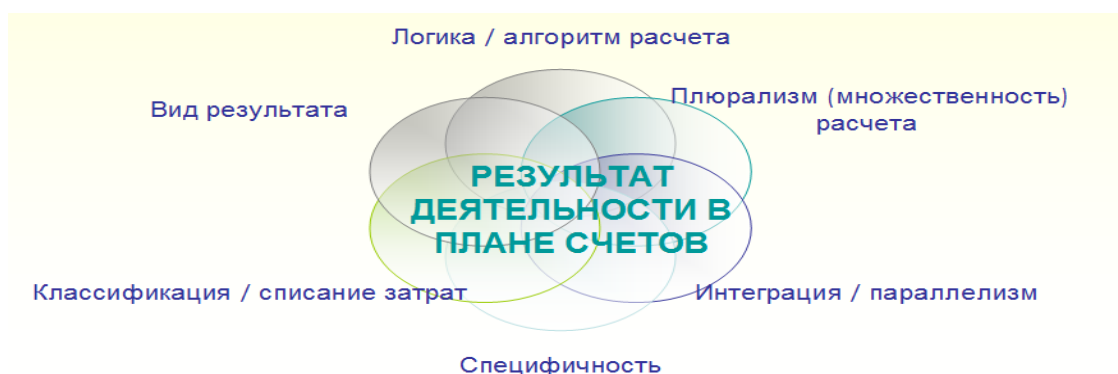 Логика / алгоритм расчета
Вид результата
Плюрализм (множественность)
расчета
РЕЗУЛЬТАТ
ДЕЯТЕЛЬНОСТИ В
ПЛАНЕ СЧЕТОВ
Классификация / списание затрат
Интеграция / параллелизм
Специфичность